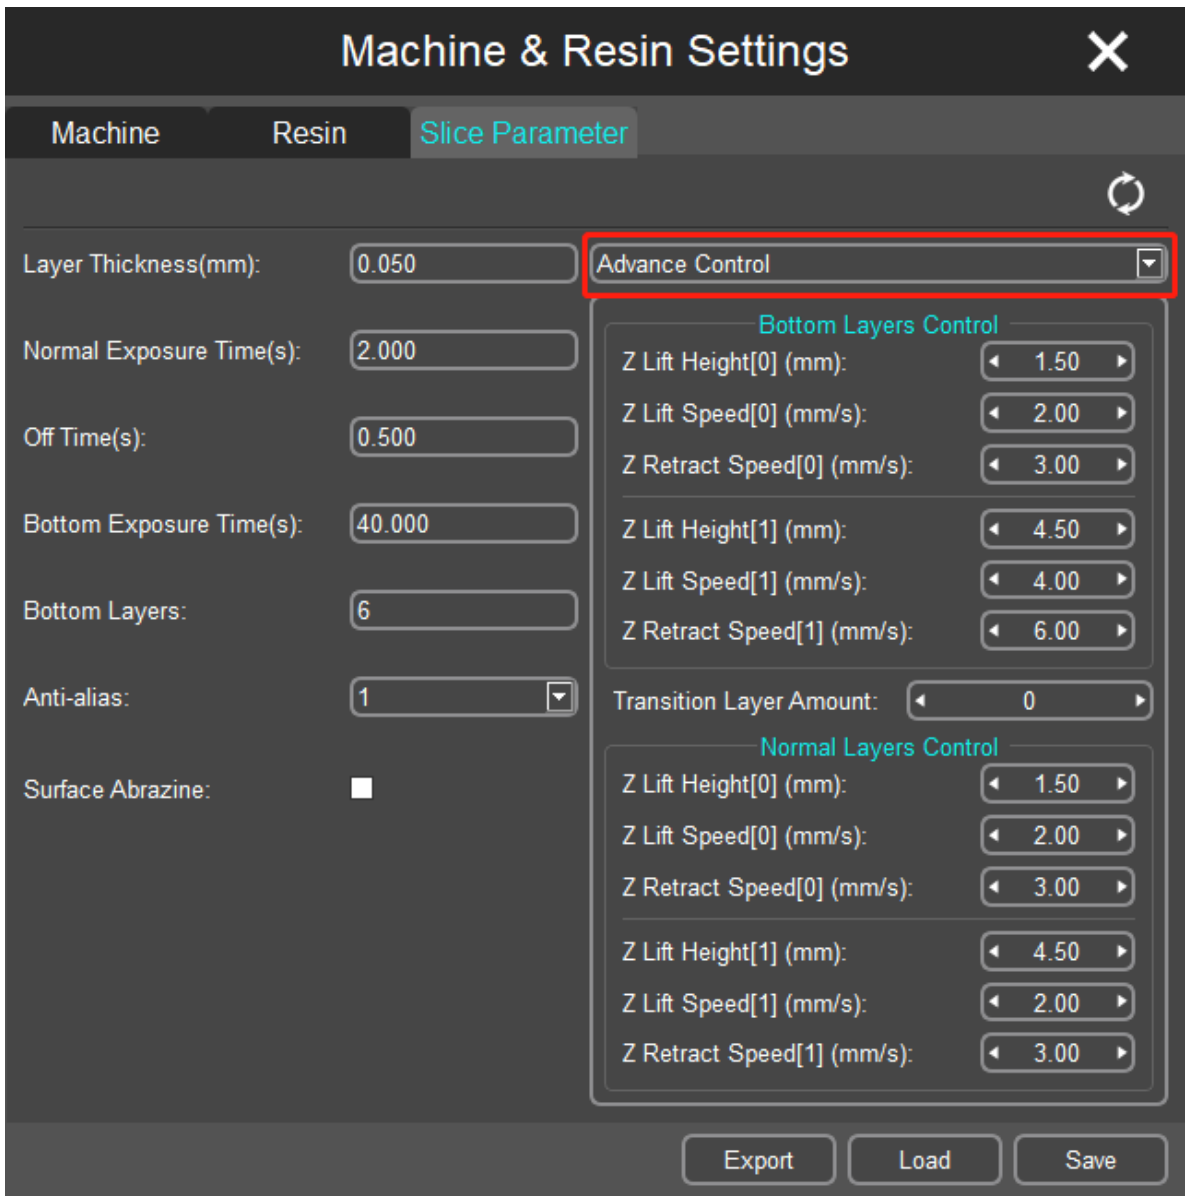 Machine & Resin Settings
Machine Resin Slice Parameter
Layer Thickness(mm): 0.050
Normal Exposure Time(s): 2.000
Off Time(s): 0.500
Bottom Exposure Time(s): 40.000
Bottom Layers: 6
Anti-alias: 1
Surface Abrazine:
Advance Control
Bottom Layers Control
Z Lift Height[0] (mm): 1.50
Z Lift Speed[0] (mm/s): 2.00
Z Retract Speed[0] (mm/s): 3.00
Z Lift Height[1] (mm): 4.50
Z Lift Speed[1] (mm/s): 4.00
Z Retract Speed[1] (mm/s): 6.00
Transition Layer Amount: 0
Normal Layers Control
Z Lift Height[0] (mm): 1.50
Z Lift Speed[0] (mm/s): 2.00
Z Retract Speed[0] (mm/s): 3.00
Z Lift Height[1] (mm): 4.50
Z Lift Speed[1] (mm/s): 2.00
Z Retract Speed[1] (mm/s): 3.00
Export Load Save